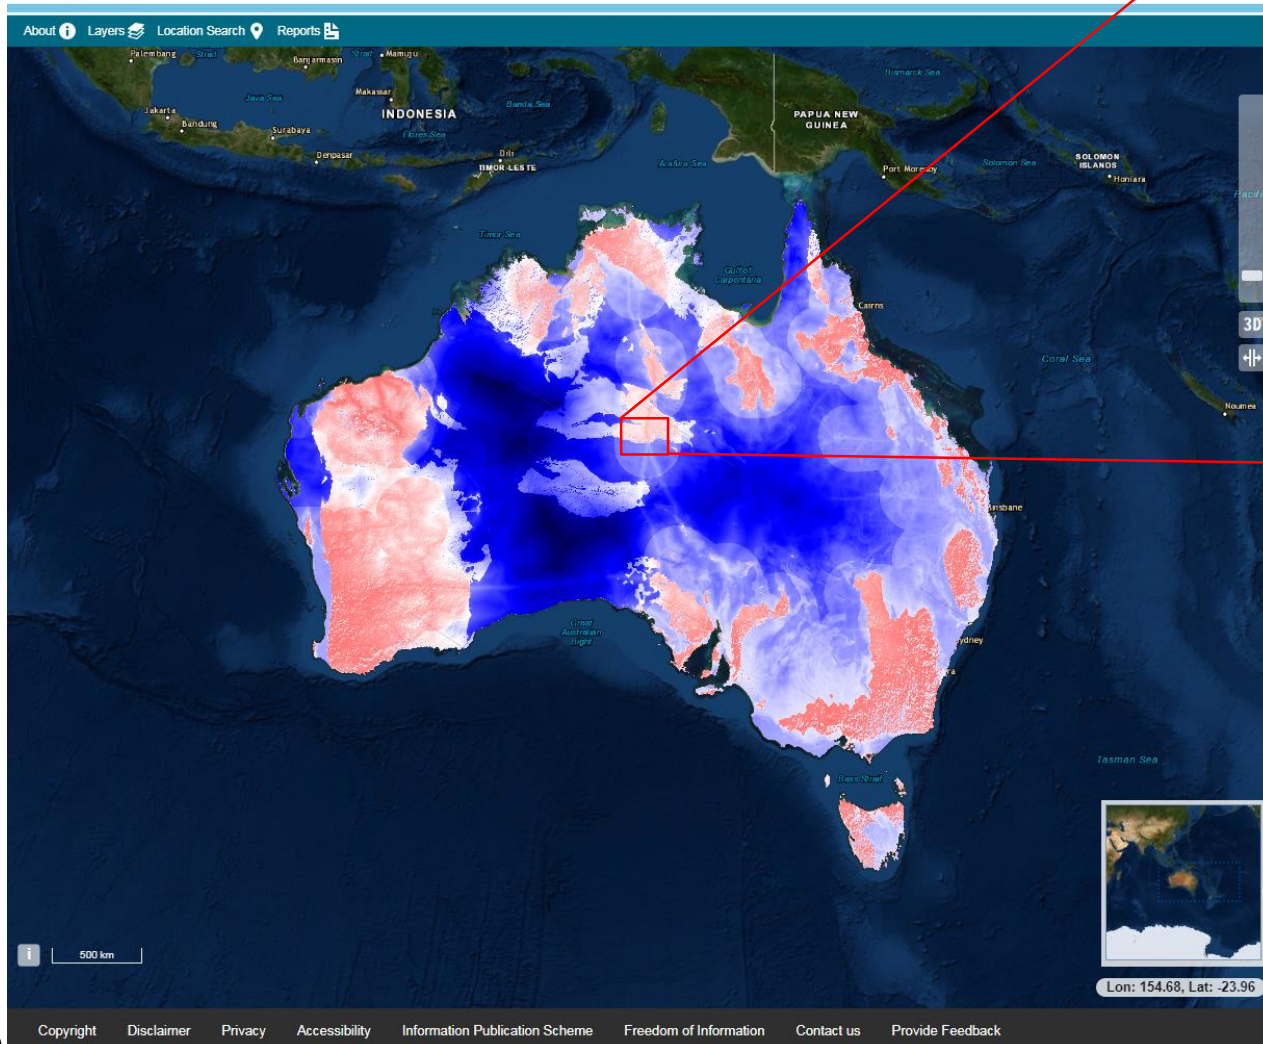 About Layers Location Search Reports
Palembang
Strait
Banjarmasin
Strait
Mamuju
Bismarck Sea
Java Sea
Makassar
Banda Sea
Jakarta
INDONESIA
PAPUA NEW
GUINEA
Bandung
Surabaya
Flores Sea
Denpasar
Dili
TIMOR-LESTE
Arafura Sea
Port Moresby
Solomon Sea
SOLOMON
ISLANDS
Honiara
Timor Sea
Gulf of
Carpentaria
Cairns
3D
Coral Sea
Noumea
Brisbane
Great
Australian
Bight
ydney
ra
Tasman Sea
Bass Strait
i
500 km
Lon: 154.68, Lat: -23.96
Copyright Disclaimer Privacy Accessibility Information Publication Scheme Freedom of Information Contact us Provide Feedback